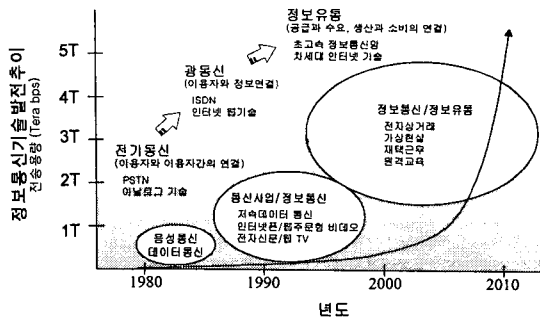 정보통신기술발전추이
전송용량 (Tera bps)
5T
4T
3T
2T
1T
정보유통
(공급과 수요, 생산과 소비의 연결)
초고속 정보통신망
차세대 인터넷 기술
광통신
(이용자와 정보연결)
ISDN
인터넷 웹기술
전기통신
(이용자와 이용자간의 연결)
PSTN
아날로그 기술
정보통신/정보유통
전자상거래
가상현실
재택근무
원격교육
통신사업/정보통신
저속데이터 통신
인터넷폰/웹주문형 비디오
전자신문/웹 TV
음성통신
데이터통신
1980
1990
2000
2010
년도